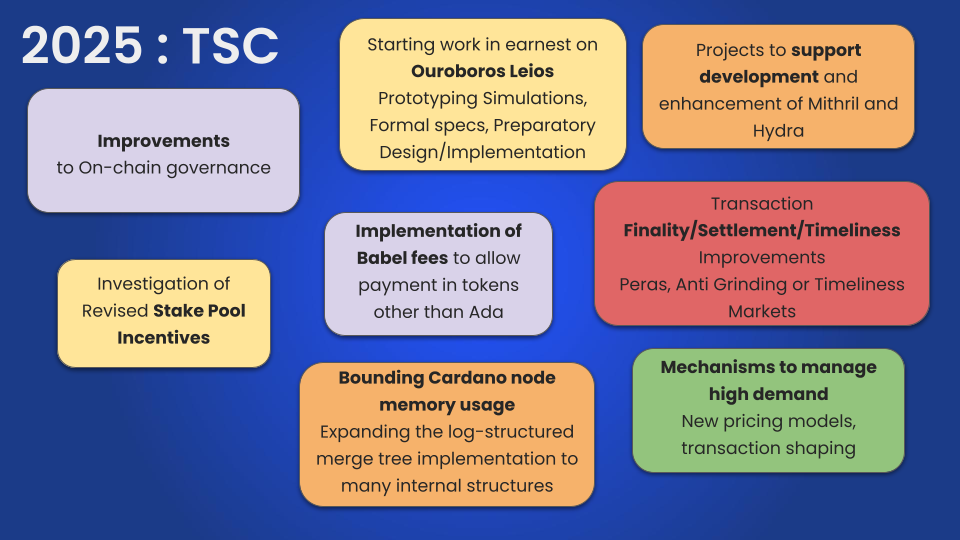 2025 : TSC
Improvements
to On-chain governance
Starting work in earnest on
Ouroboros Leios
Prototyping Simulations,
Formal specs, Preparatory
Design/Implementation
Projects to support
development and
enhancement of Mithril and
Hydra
Investigation of
Revised Stake Pool
Incentives
Implementation of
Babel fees to allow
payment in tokens
other than Ada
Transaction
Finality/Settlement/Timeliness
Improvements
Peras, Anti Grinding or Timeliness
Markets
Bounding Cardano node
memory usage
Expanding the log-structured
merge tree implementation to
many internal structures
Mechanisms to manage
high demand
New pricing models,
transaction shaping